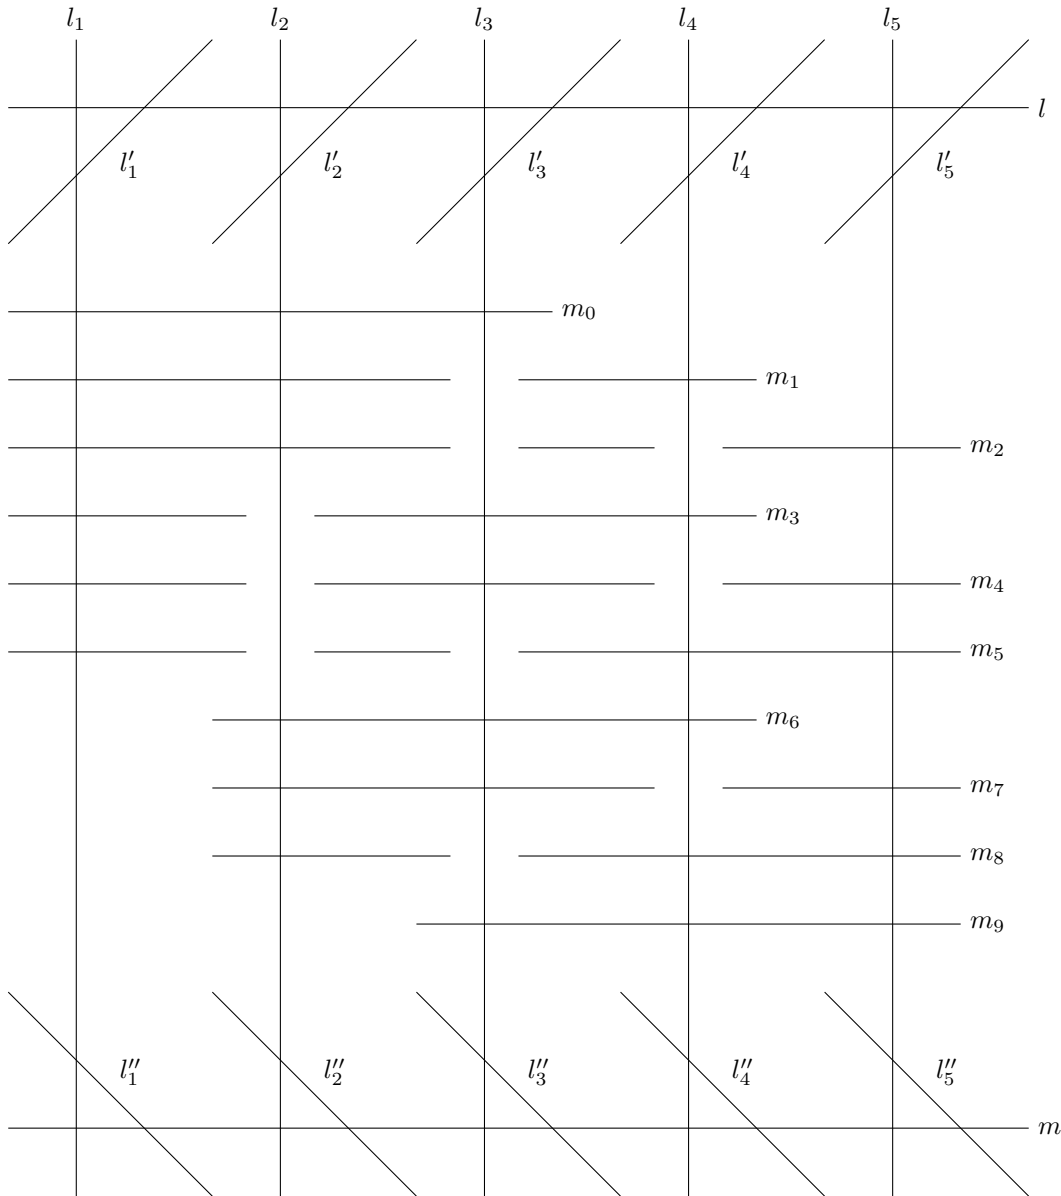 l₁ l₂ l₃ l₄ l₅
l
l′₁ l′₂ l′₃ l′₄ l′₅
m₀
m₁
m₂
m₃
m₄
m₅
m₆
m₇
m₈
m₉
l″₁ l″₂ l″₃ l″₄ l″₅
m